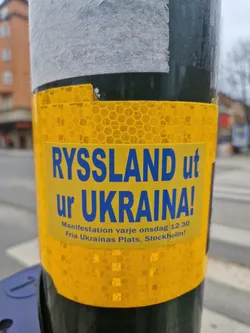 RYSSLAND ut
ur UKRAINA!
Manifestation varje onsdag 12.30
Fria Ukrainas Plats, Stockholm!